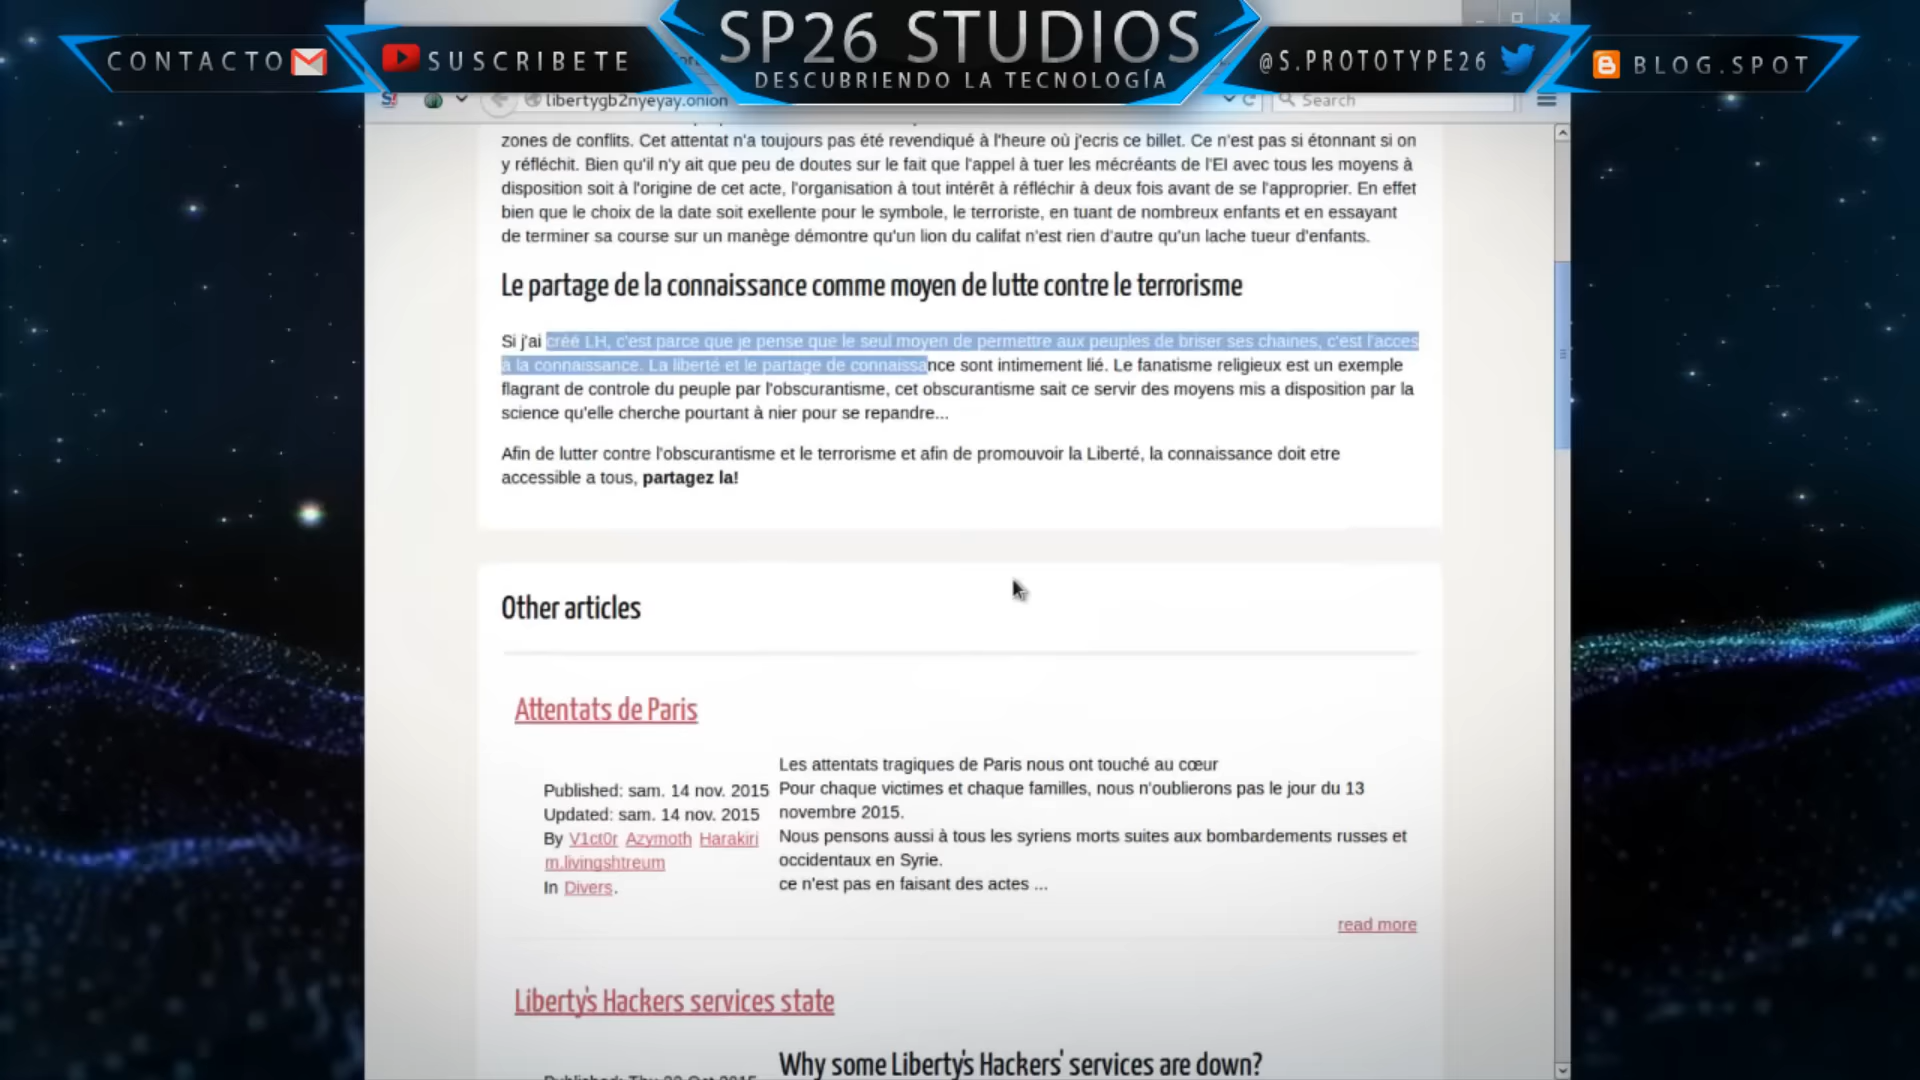 CONTACTO
SUSCRIBETE
SP26 STUDIOS
DESCUBRIENDO LA TECNOLOGÍA
@S.PROTOTYPE26
BLOG.SPOT
libertygb2nyeyay.onion
Search
zones de conflits. Cet attentat n'a toujours pas été revendiqué à l'heure où j'ecris ce billet. Ce n'est pas si étonnant si on
y réfléchit. Bien qu'il n'y ait que peu de doutes sur le fait que l'appel à tuer les mécréants de l'EI avec tous les moyens à
disposition soit à l'origine de cet acte, l'organisation à tout intérêt à réfléchir à deux fois avant de se l'approprier. En effet
bien que le choix de la date soit exellente pour le symbole, le terroriste, en tuant de nombreux enfants et en essayant
de terminer sa course sur un manège démontre qu'un lion du califat n'est rien d'autre qu'un lache tueur d'enfants.
Le partage de la connaissance comme moyen de lutte contre le terrorisme
Si j'ai créé LH, c'est parce que je pense que le seul moyen de permettre aux peuples de briser ses chaines, c'est l'acces
à la connaissance. La liberté et le partage de connaissance sont intimement lié. Le fanatisme religieux est un exemple
flagrant de controle du peuple par l'obscurantisme, cet obscurantisme sait ce servir des moyens mis a disposition par la
science qu'elle cherche pourtant à nier pour se repandre...
Afin de lutter contre l'obscurantisme et le terrorisme et afin de promouvoir la Liberté, la connaissance doit etre
accessible a tous, partagez la!
Other articles
Attentats de Paris
Published: sam. 14 nov. 2015
Updated: sam. 14 nov. 2015
By V1ct0r Azymoth Harakiri
m.livingshtreum
In Divers.
Les attentats tragiques de Paris nous ont touché au cœur
Pour chaque victimes et chaque familles, nous n'oublierons pas le jour du 13
novembre 2015.
Nous pensons aussi à tous les syriens morts suites aux bombardements russes et
occidentaux en Syrie.
ce n'est pas en faisant des actes ...
read more
Liberty's Hackers services state
Why some Liberty's Hackers' services are down?